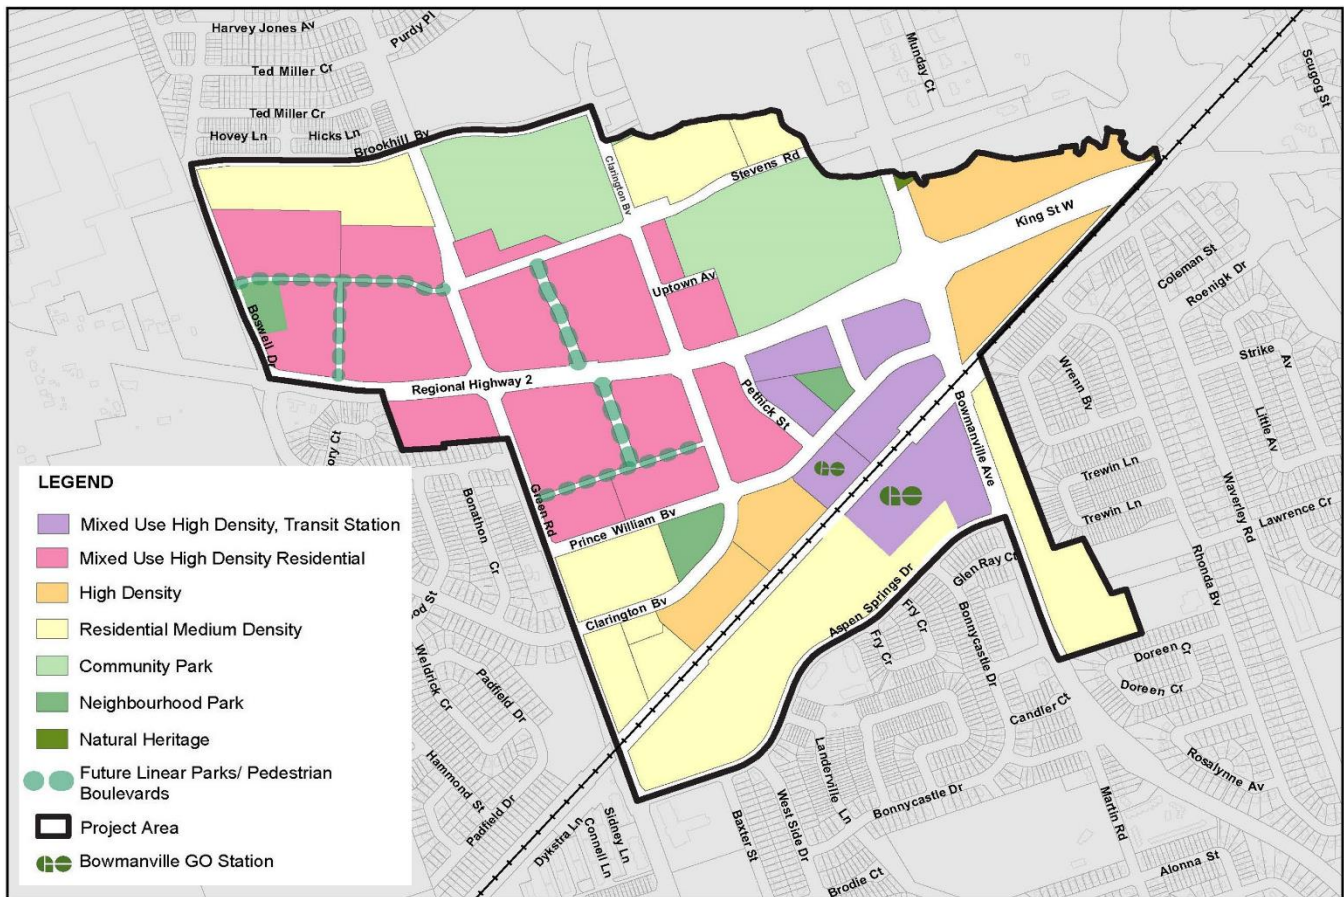 Harvey Jones Av
Purdy Pl
Ted Miller Cr
Ted Miller Cr
Hovey Ln
Hicks Ln
Brookhill Bv
Munday Ct
Scugog St
Clarington Bv
Stevens Rd
King St W
Uptown Av
Boswell Dr
Regional Highway 2
Pethick St
Bowmanville Ave
Coleman St
Roenigk Dr
Strike Av
Wrenn Bv
Little Av
Trewin Ln
Trewin Ln
Waverley Rd
Lawrence Cr
Rhonda Bv
ory Ct
Bonathon Cr
Green Rd
Prince William Bv
GO
GO
Clarington Bv
Aspen Springs Dr
Glen Ray Ct
Fry Cr
Fry Cr
Bonnycastle Dr
Doreen Cr
Doreen Cr
Candler Ct
ood St
Weldrick Cr
Padfield Dr
Hammond St
Padfield Dr
Landerville Ln
Bonnycastle Dr
Rosalynne Av
Martin Rd
West Side Dr
Baxter St
Sidney Ln
Connell Ln
Dykstra Ln
Brodie Ct
Alonna St
LEGEND
Mixed Use High Density, Transit Station
Mixed Use High Density Residential
High Density
Residential Medium Density
Community Park
Neighbourhood Park
Natural Heritage
Future Linear Parks/ Pedestrian
Boulevards
Project Area
GO Bowmanville GO Station